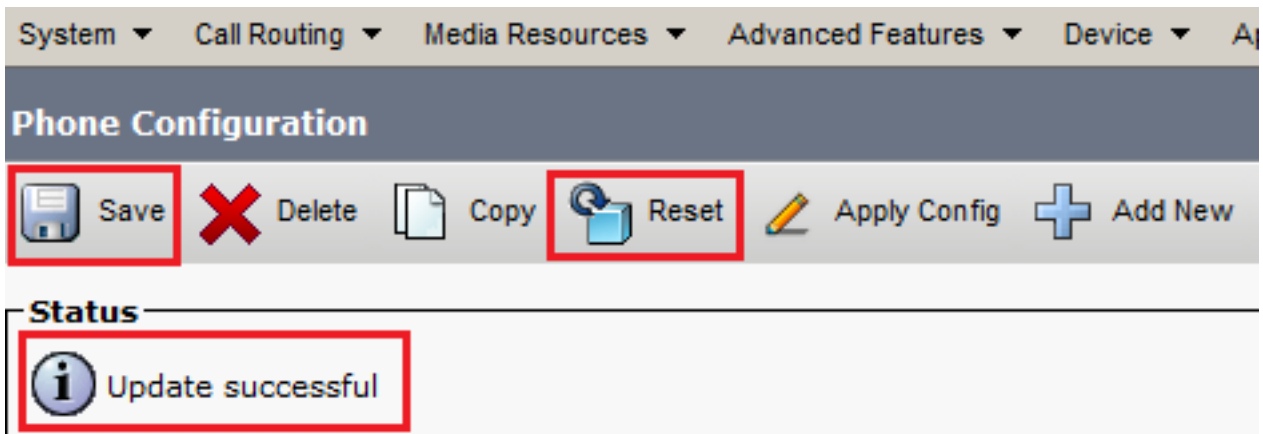 System Call Routing Media Resources Advanced Features Device
Phone Configuration
Save Delete Copy Reset Apply Config Add New
Status
i Update successful